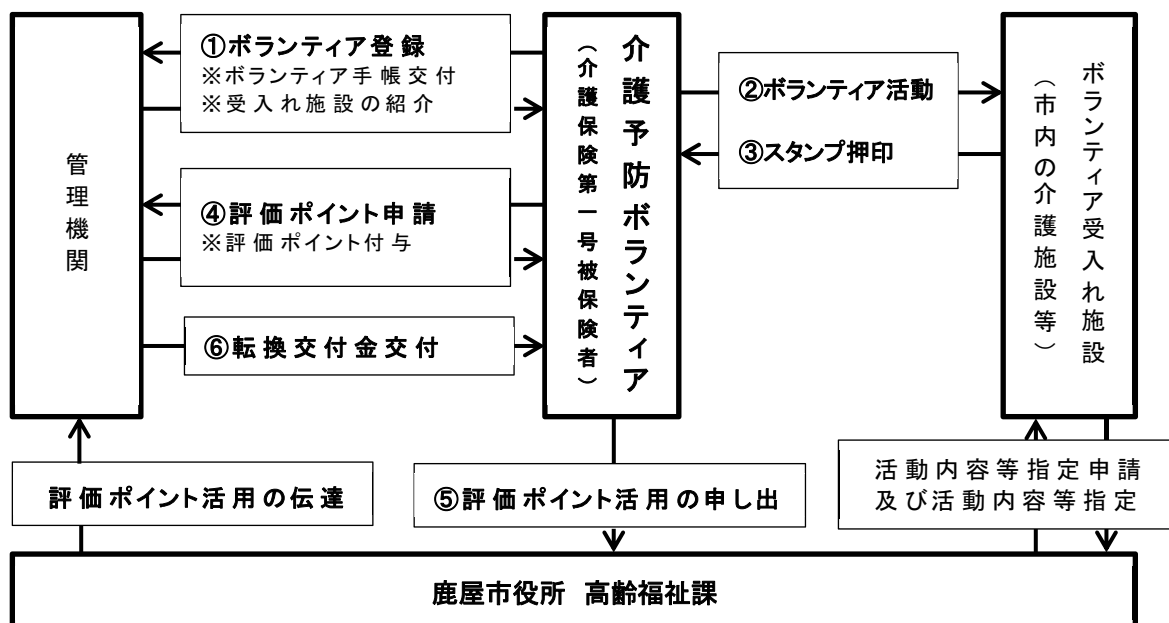 管理機関
①ボランティア登録
※ボランティア手帳交付
※受入れ施設の紹介
④評価ポイント申請
※評価ポイント付与
⑥転換交付金交付
介護予防ボランティア
（介護保険第一号被保険者）
②ボランティア活動
③スタンプ押印
ボランティア受入れ施設
（市内の介護施設等）
評価ポイント活用の伝達
⑤評価ポイント活用の申し出
活動内容等指定申請
及び活動内容等指定
鹿屋市役所 高齢福祉課